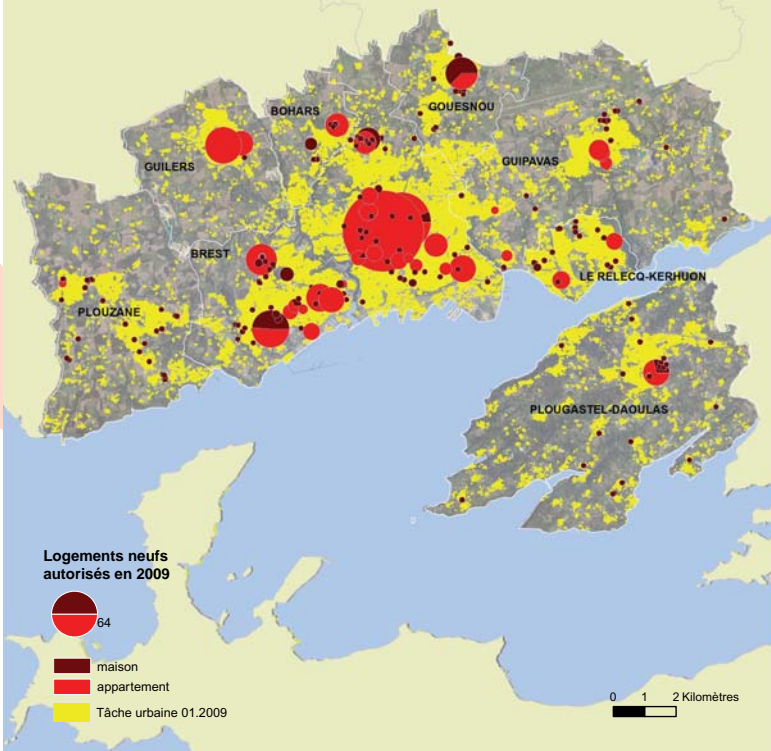 BOHARS
GOUESNOU
GUILERS
GUIPAVAS
BREST
LE RELECQ-KERHUON
PLOUZANE
PLOUGASTEL-DAOULAS
Logements neufs
autorisés en 2009
64
maison
appartement
Tâche urbaine 01.2009
0 1 2 Kilomètres